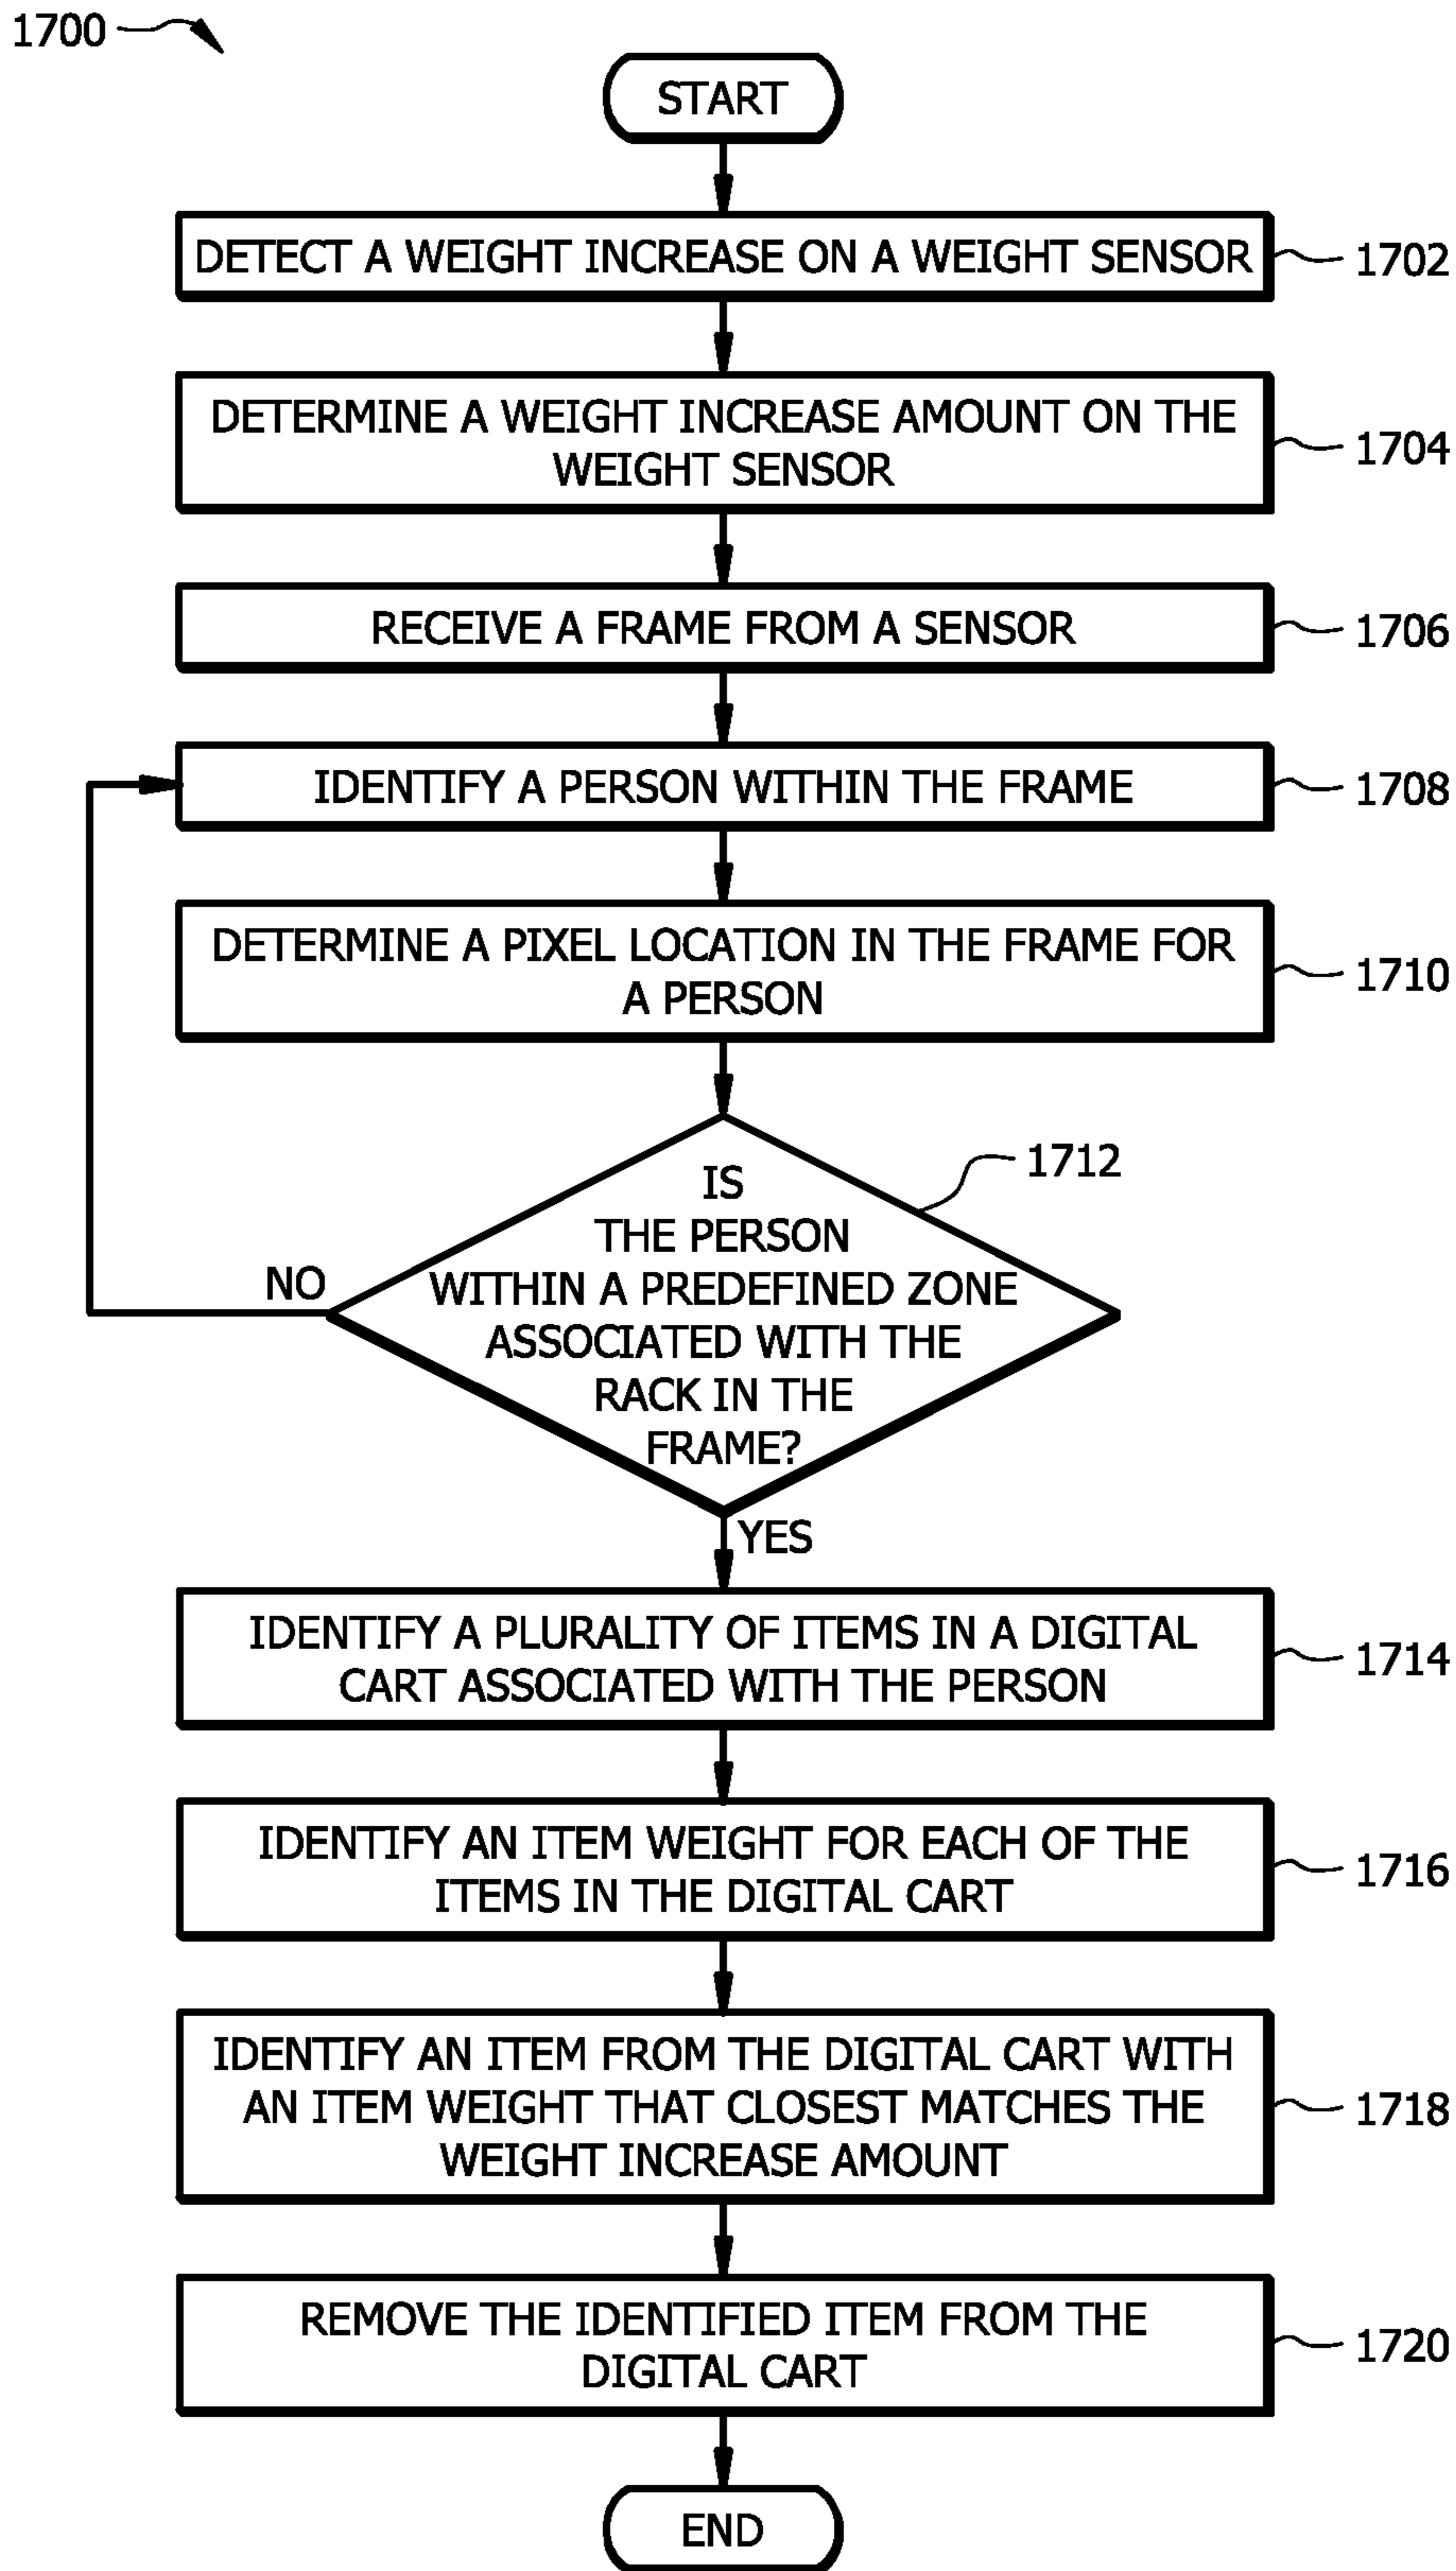 1700
START
DETECT A WEIGHT INCREASE ON A WEIGHT SENSOR
1702
DETERMINE A WEIGHT INCREASE AMOUNT ON THE
WEIGHT SENSOR
1704
RECEIVE A FRAME FROM A SENSOR
1706
IDENTIFY A PERSON WITHIN THE FRAME
1708
DETERMINE A PIXEL LOCATION IN THE FRAME FOR
A PERSON
1710
1712
IS
THE PERSON
WITHIN A PREDEFINED ZONE
ASSOCIATED WITH THE
RACK IN THE
FRAME?
NO
YES
IDENTIFY A PLURALITY OF ITEMS IN A DIGITAL
CART ASSOCIATED WITH THE PERSON
1714
IDENTIFY AN ITEM WEIGHT FOR EACH OF THE
ITEMS IN THE DIGITAL CART
1716
IDENTIFY AN ITEM FROM THE DIGITAL CART WITH
AN ITEM WEIGHT THAT CLOSEST MATCHES THE
WEIGHT INCREASE AMOUNT
1718
REMOVE THE IDENTIFIED ITEM FROM THE
DIGITAL CART
1720
END